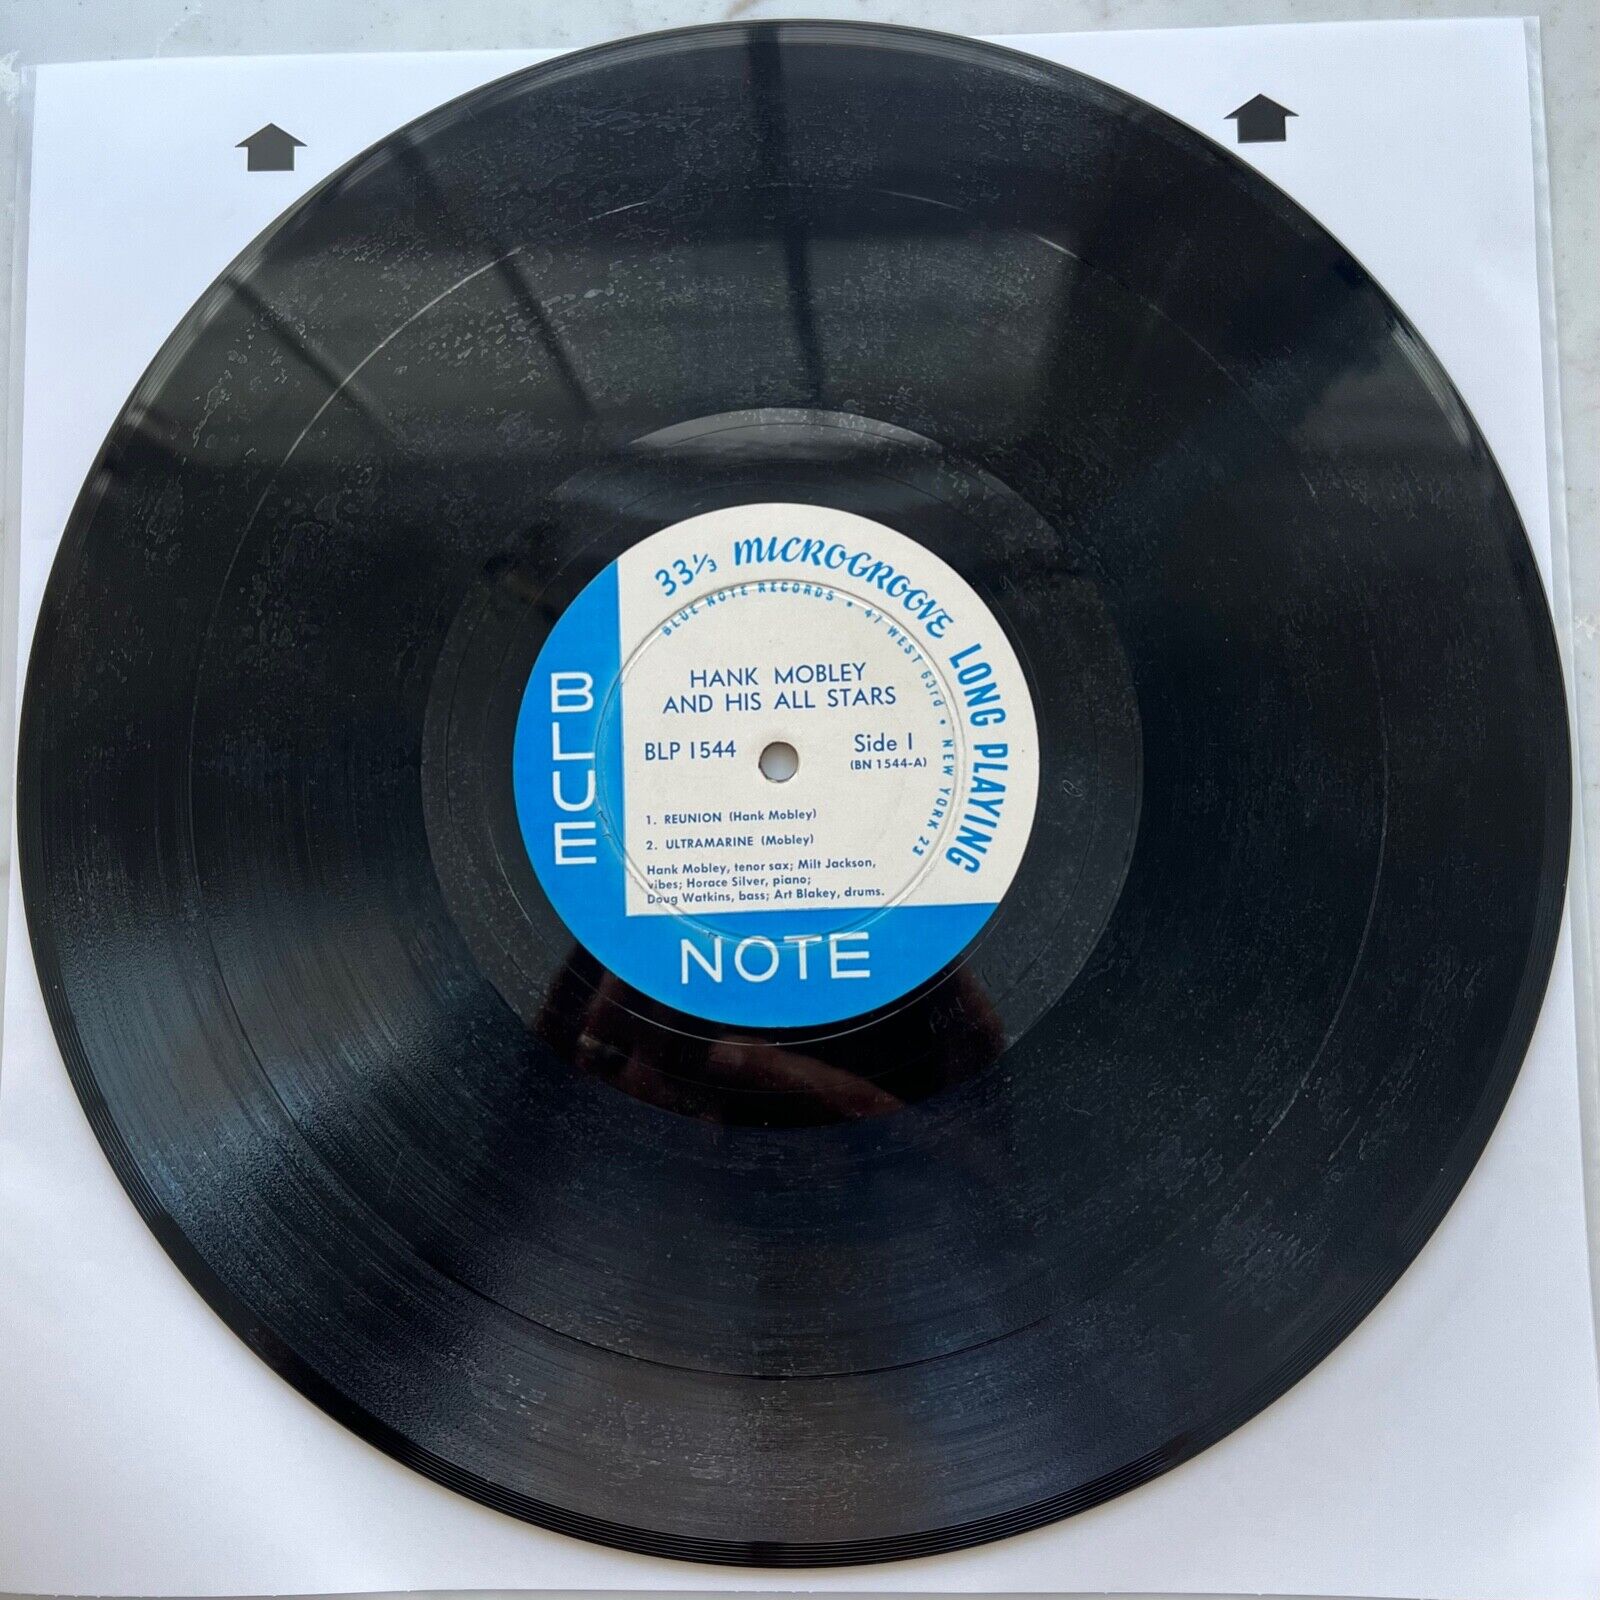 33⅓ MICROGROOVE LONG PLAYING
BLUE NOTE RECORDS • 47 WEST 63rd • NEW YORK 23
HANK MOBLEY
AND HIS ALL STARS
BLP 1544
Side 1
(BN 1544-A)
1. REUNION (Hank Mobley)
2. ULTRAMARINE (Mobley)
Hank Mobley, tenor sax; Milt Jackson,
vibes; Horace Silver, piano;
Doug Watkins, bass; Art Blakey, drums.
BLUE
NOTE